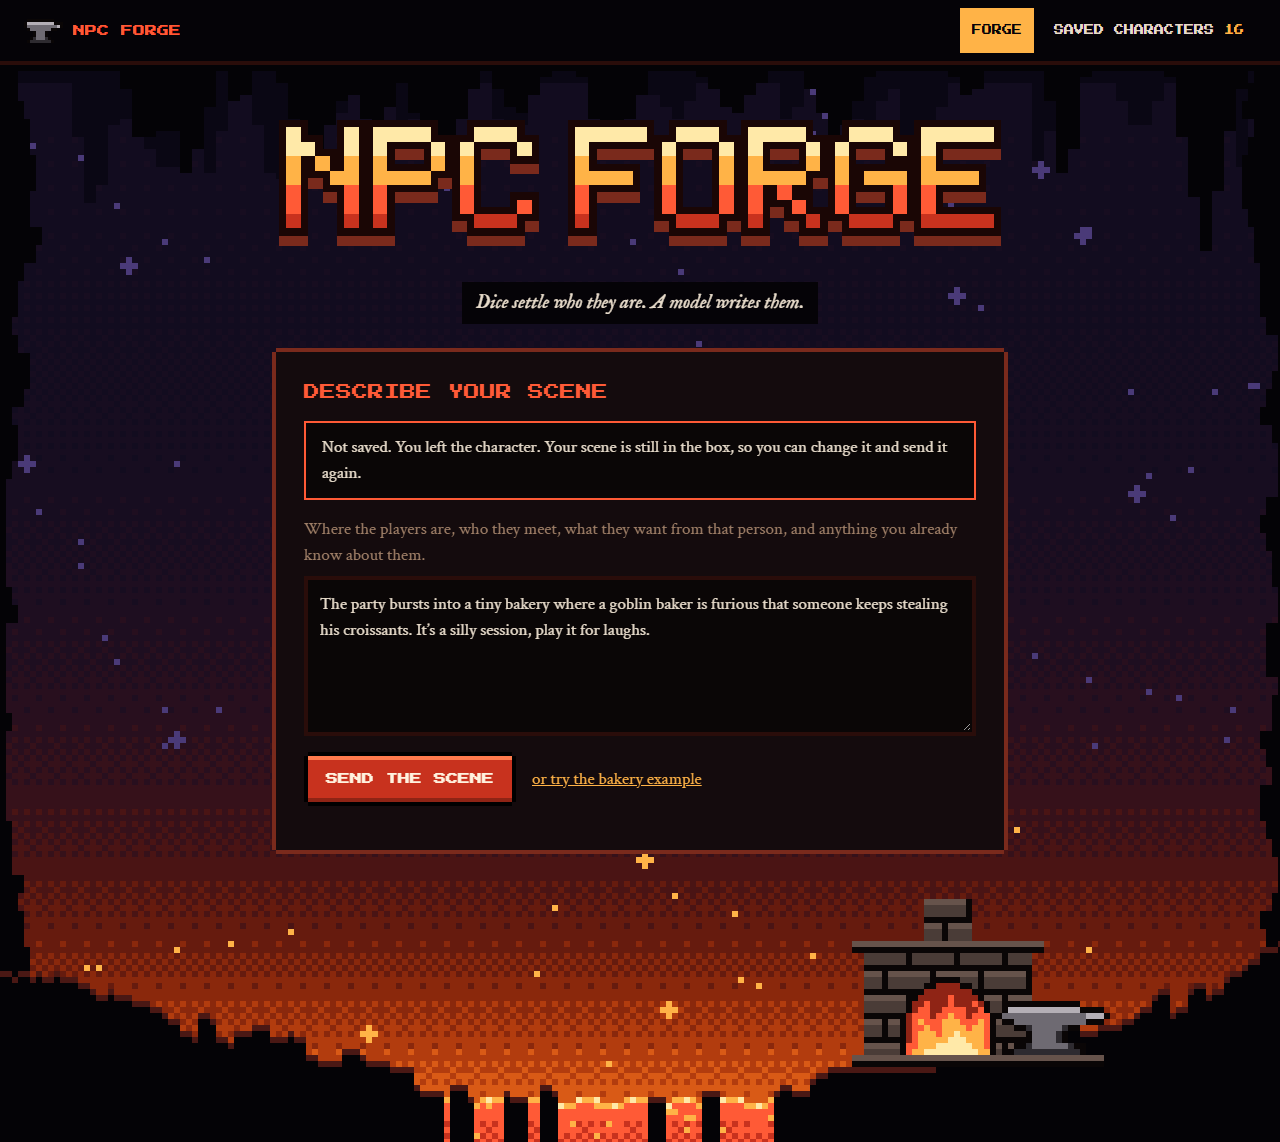 NPC FORGE
FORGE
SAVED CHARACTERS 16
NPC FORGE
Dice settle who they are. A model writes them.
DESCRIBE YOUR SCENE
Not saved. You left the character. Your scene is still in the box, so you can change it and send it
again.
Where the players are, who they meet, what they want from that person, and anything you already
know about them.
The party bursts into a tiny bakery where a goblin baker is furious that someone keeps stealing
his croissants. It's a silly session, play it for laughs.
SEND THE SCENE
or try the bakery example